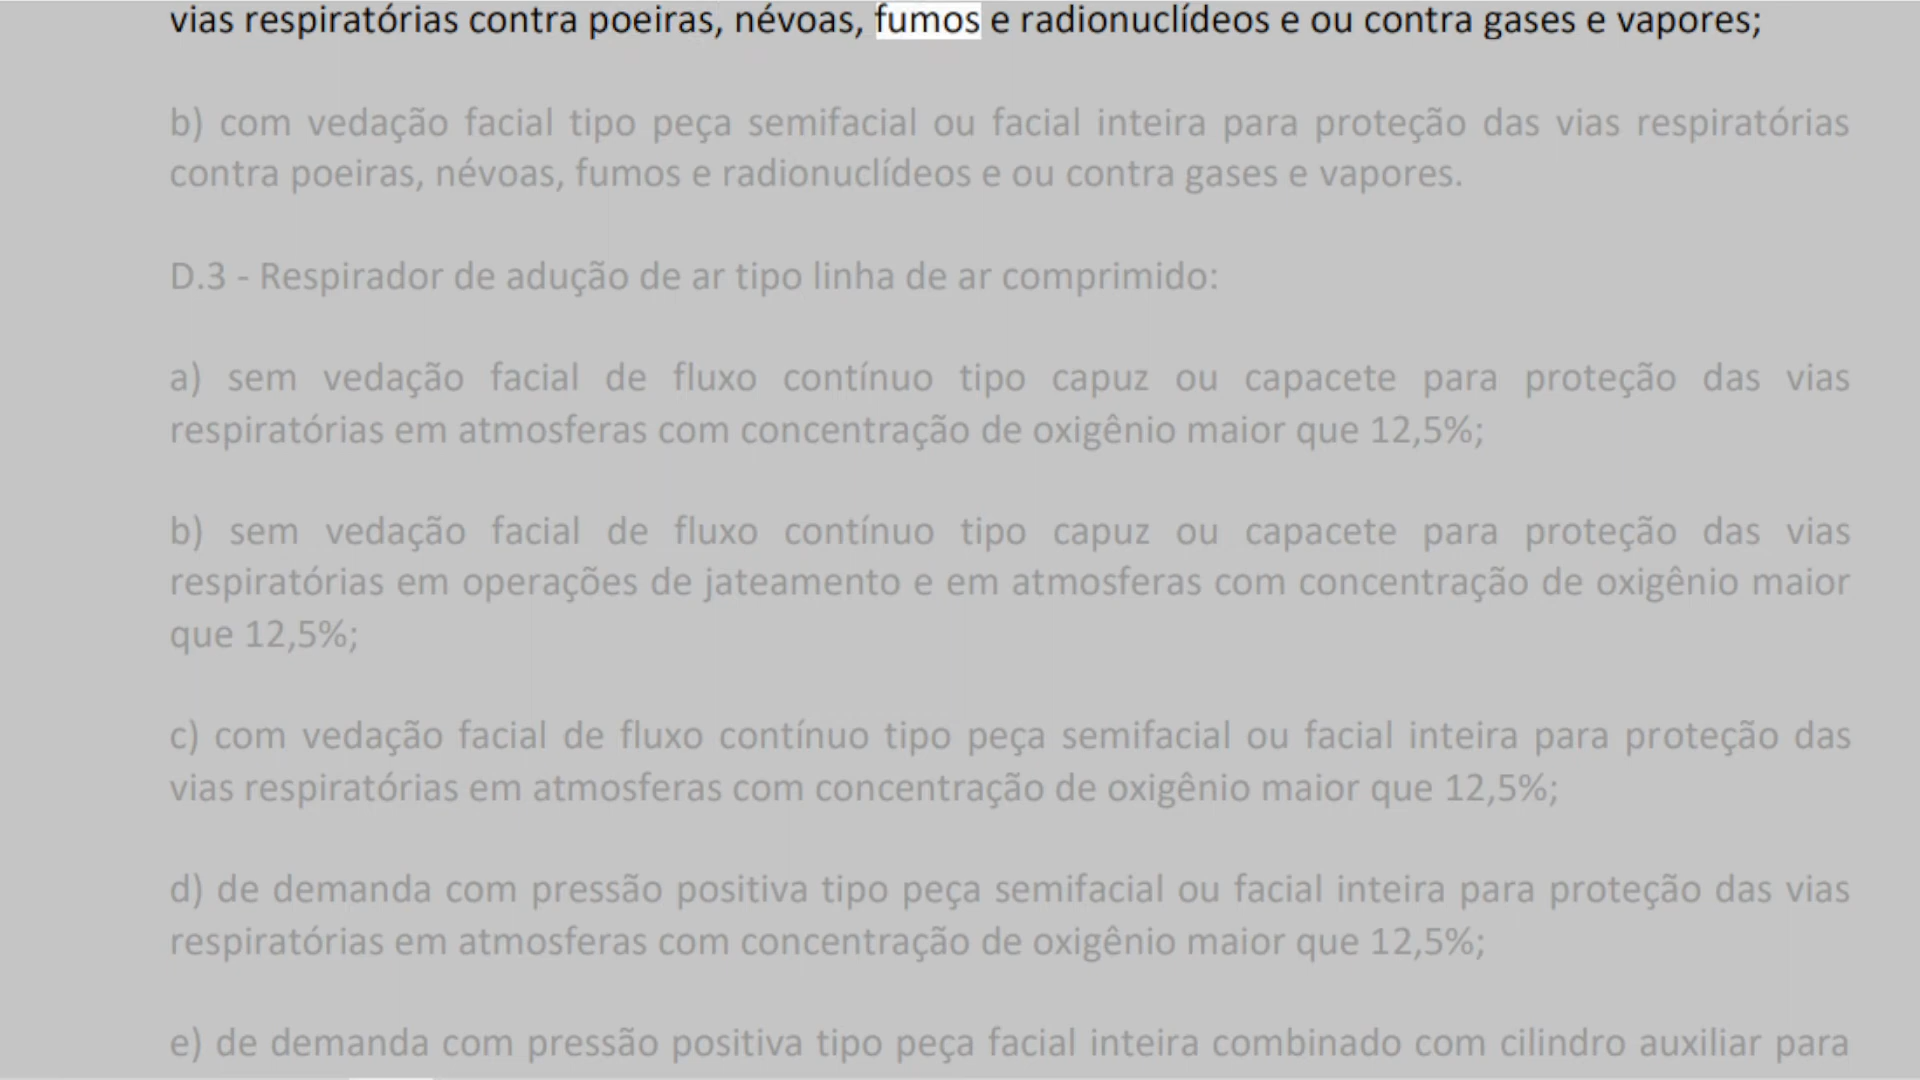 vias respiratórias contra poeiras, névoas, fumos e radionuclídeos e ou contra gases e vapores;
b) com vedação facial tipo peça semifacial ou facial inteira para proteção das vias respiratórias
contra poeiras, névoas, fumos e radionuclídeos e ou contra gases e vapores.
D.3 - Respirador de adução de ar tipo linha de ar comprimido:
a) sem vedação facial de fluxo contínuo tipo capuz ou capacete para proteção das vias
respiratórias em atmosferas com concentração de oxigênio maior que 12,5%;
b) sem vedação facial de fluxo contínuo tipo capuz ou capacete para proteção das vias
respiratórias em operações de jateamento e em atmosferas com concentração de oxigênio maior
que 12,5%;
c) com vedação facial de fluxo contínuo tipo peça semifacial ou facial inteira para proteção das
vias respiratórias em atmosferas com concentração de oxigênio maior que 12,5%;
d) de demanda com pressão positiva tipo peça semifacial ou facial inteira para proteção das vias
respiratórias em atmosferas com concentração de oxigênio maior que 12,5%;
e) de demanda com pressão positiva tipo peça facial inteira combinado com cilindro auxiliar para